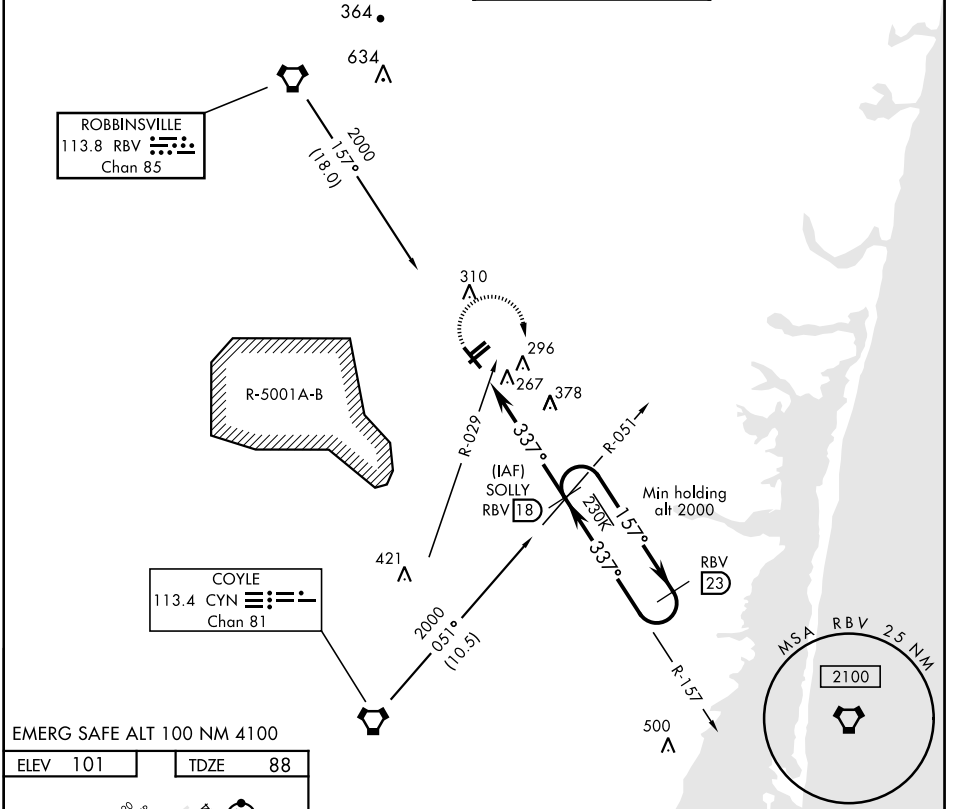 364
634
ROBBINSVILLE
113.8 RBV
Chan 85
2000
157°
(18.0)
310
296
267
378
R-5001A-B
R-029
337°
R-051
(IAF)
SOLLY
RBV 18
230K
157°
337°
Min holding
alt 2000
RBV
23
421
COYLE
113.4 CYN
Chan 81
2000
051°
(10.5)
R-157
500
MSA RBV 25 NM
2100
EMERG SAFE ALT 100 NM 4100
ELEV 101
TDZE 88